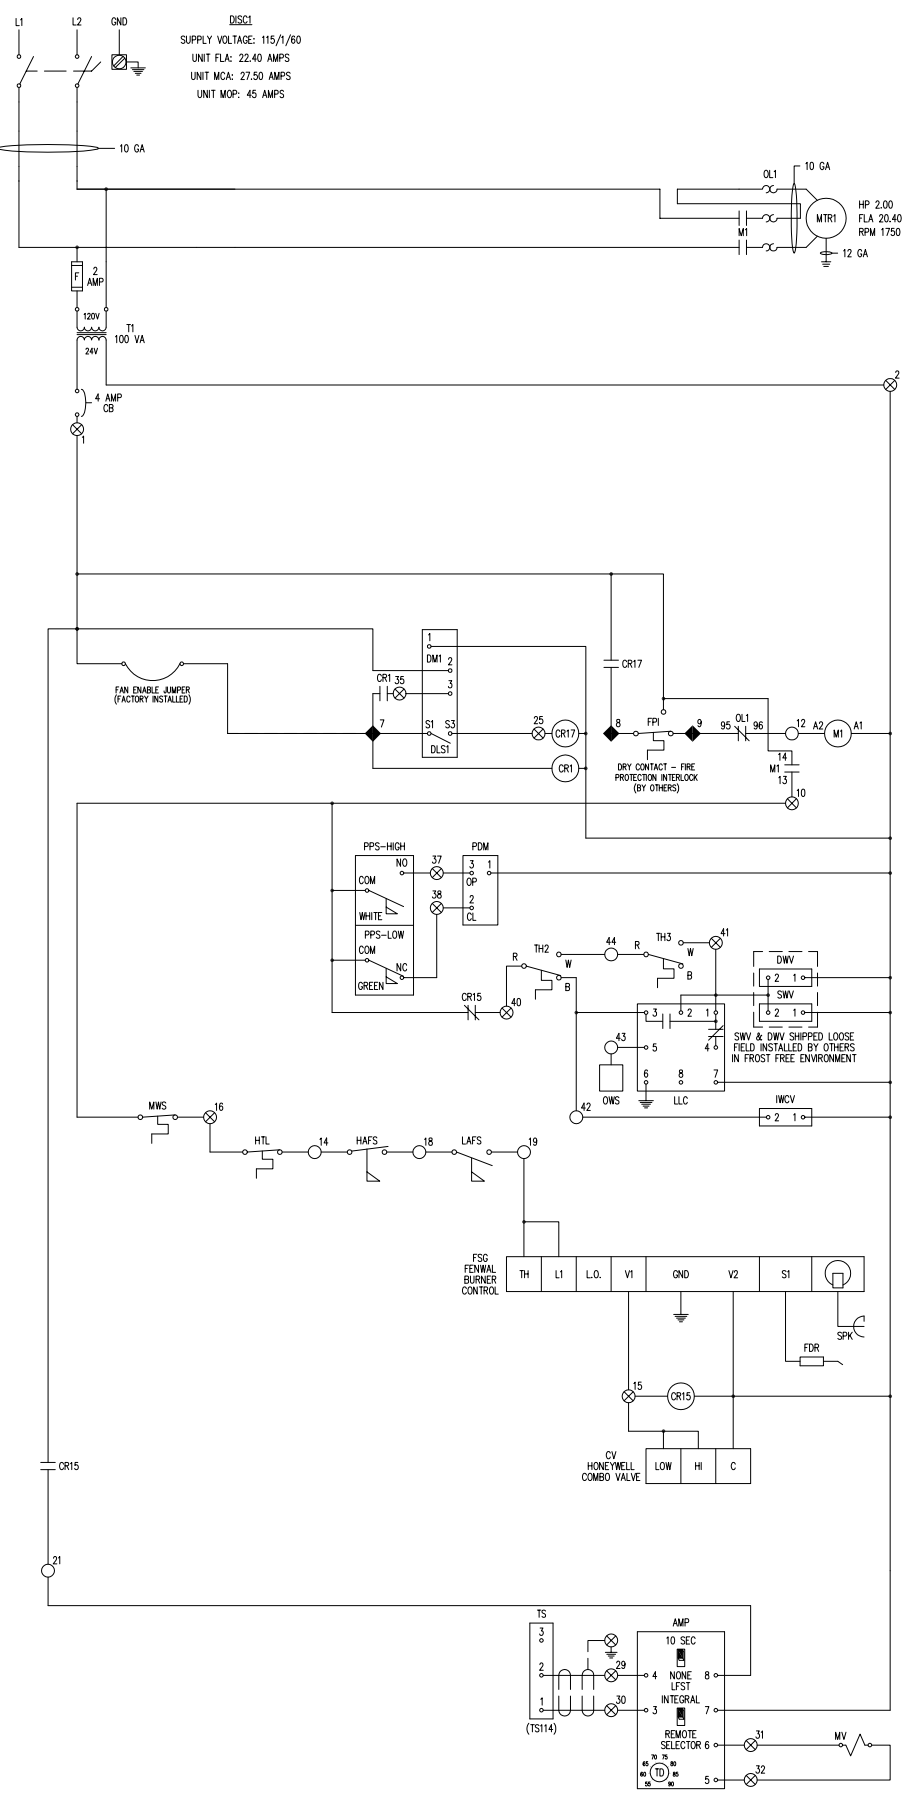 L1
L2
GND
DISC1
SUPPLY VOLTAGE: 115/1/60
UNIT FLA: 22.40 AMPS
UNIT MCA: 27.50 AMPS
UNIT MOP: 45 AMPS
10 GA
10 GA
OL1
M1
MTR1
HP 2.00
FLA 20.40
RPM 1750
12 GA
F
2
AMP
120V
T1
100 VA
24V
2
4 AMP
CB
1
1
DM1
2
CR1
35
3
FAN ENABLE JUMPER
(FACTORY INSTALLED)
7
S1
S3
DLS1
25
CR17
CR1
CR17
8
FPI
9
95
OL1
96
12
A2
M1
A1
DRY CONTACT - FIRE
PROTECTION INTERLOCK
(BY OTHERS)
14
M1
13
10
PPS-HIGH
NO
COM
WHITE
PPS-LOW
COM
NC
GREEN
37
38
PDM
3
1
OP
2
CL
CR15
40
R
TH2
W
B
44
R
TH3
W
B
41
DWV
2
1
SWV
2
1
SWV & DWV SHIPPED LOOSE
FIELD INSTALLED BY OTHERS
IN FROST FREE ENVIRONMENT
3
2
1
43
5
4
6
8
7
OWS
LLC
42
IWCV
2
1
MWS
16
HTL
14
HAFS
18
LAFS
19
FSG
FENWAL
BURNER
CONTROL
TH
L1
L.O.
V1
GND
V2
S1
SPK
FDR
15
CR15
CV
HONEYWELL
COMBO VALVE
LOW
HI
C
CR15
21
TS
3
2
1
(TS114)
29
30
AMP
10 SEC
4
NONE
LFST
8
3
INTEGRAL
7
REMOTE
SELECTOR
6
31
MV
5
32
TD
55
60
65
70
75
80
85
90